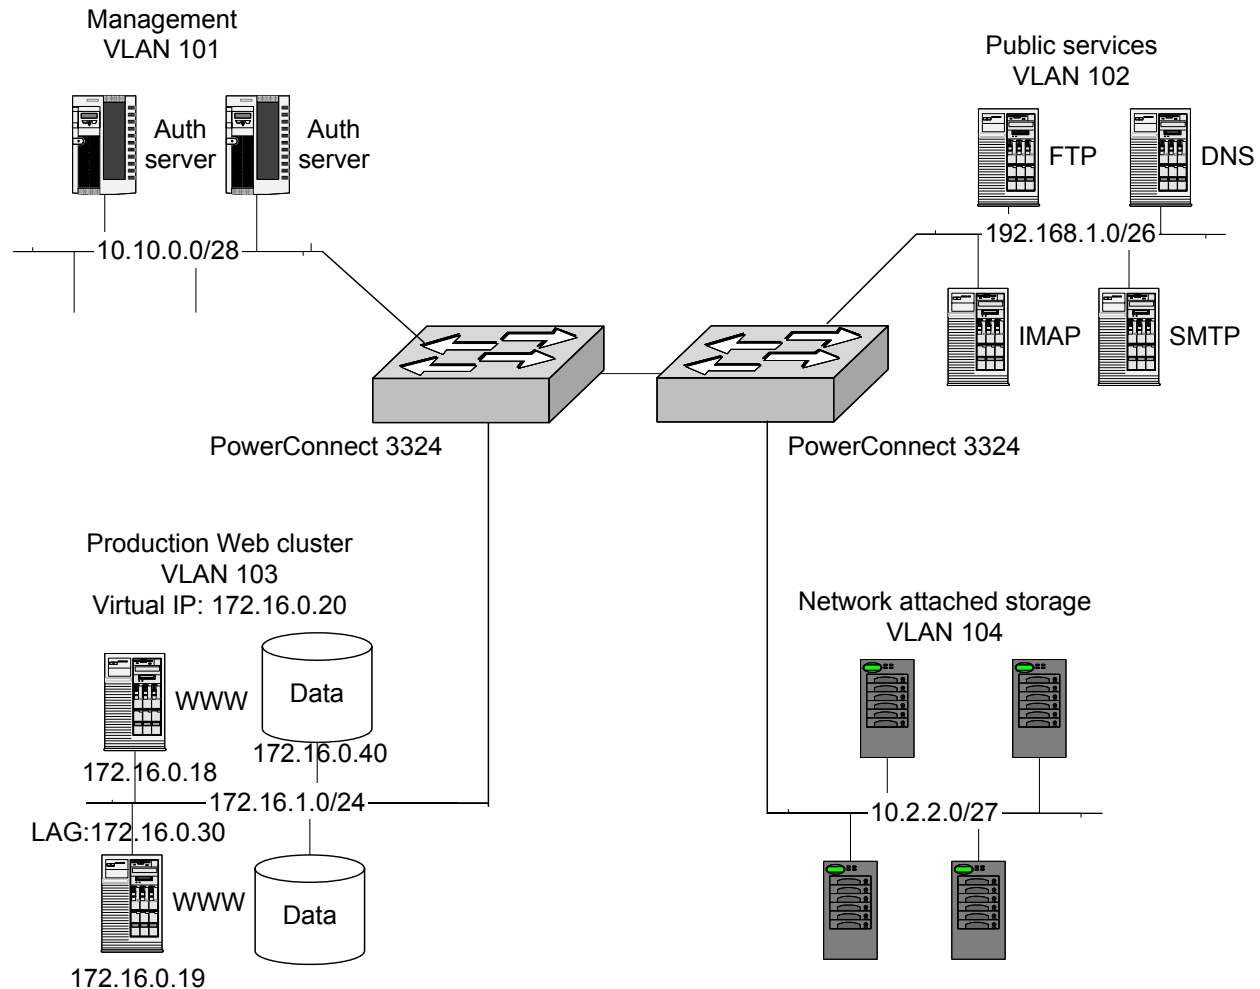 Management
VLAN 101
Auth
server
Auth
server
10.10.0.0/28
Public services
VLAN 102
FTP
DNS
192.168.1.0/26
IMAP
SMTP
PowerConnect 3324
PowerConnect 3324
Production Web cluster
VLAN 103
Virtual IP: 172.16.0.20
WWW
Data
172.16.0.40
172.16.0.18
172.16.1.0/24
LAG:172.16.0.30
WWW
Data
172.16.0.19
Network attached storage
VLAN 104
10.2.2.0/27